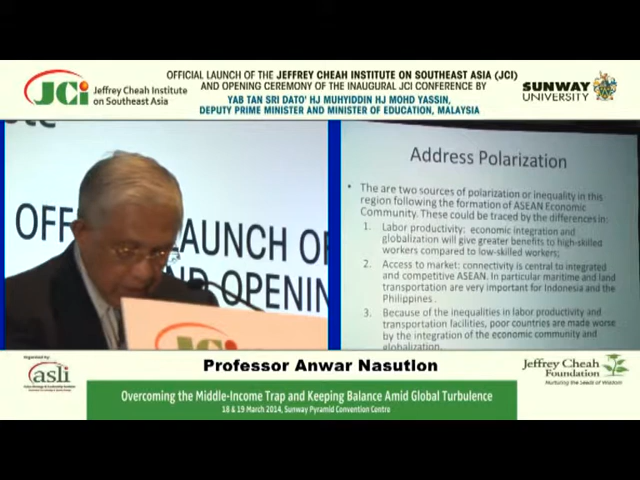 JCi
Jeffrey Cheah Institute
on Southeast Asia
OFFICIAL LAUNCH OF THE JEFFREY CHEAH INSTITUTE ON SOUTHEAST ASIA (JCI)
AND OPENING CEREMONY OF THE INAUGURAL JCI CONFERENCE BY
YAB TAN SRI DATO' HJ MUHYIDDIN HJ MOHD YASSIN,
DEPUTY PRIME MINISTER AND MINISTER OF EDUCATION, MALAYSIA
SUNWAY
UNIVERSITY
OFF
LAUNCH OF
D OPENIN
JCi
Address Polarization
• The are two sources of polarization or inequality in this
region following the formation of ASEAN Economic
Community. These could be traced by the differences in:
1. Labor productivity: economic integration and
globalization will give greater benefits to high-skilled
workers compared to low-skilled workers;
2. Access to market: connectivity is central to integrated
and competitive ASEAN. In particular maritime and land
transportation are very important for Indonesia and the
Philippines.
3. Because of the inequalities in labor productivity and
transportation facilities, poor countries are made worse
by the integration of the economic community and
globalization.
Organised by:
asli
Professor Anwar Nasutlon
Jeffrey Cheah
Foundation
Nurturing the Seeds of Wisdom
Overcoming the Middle-Income Trap and Keeping Balance Amid Global Turbulence
18 & 19 March 2014, Sunway Pyramid Convention Centre